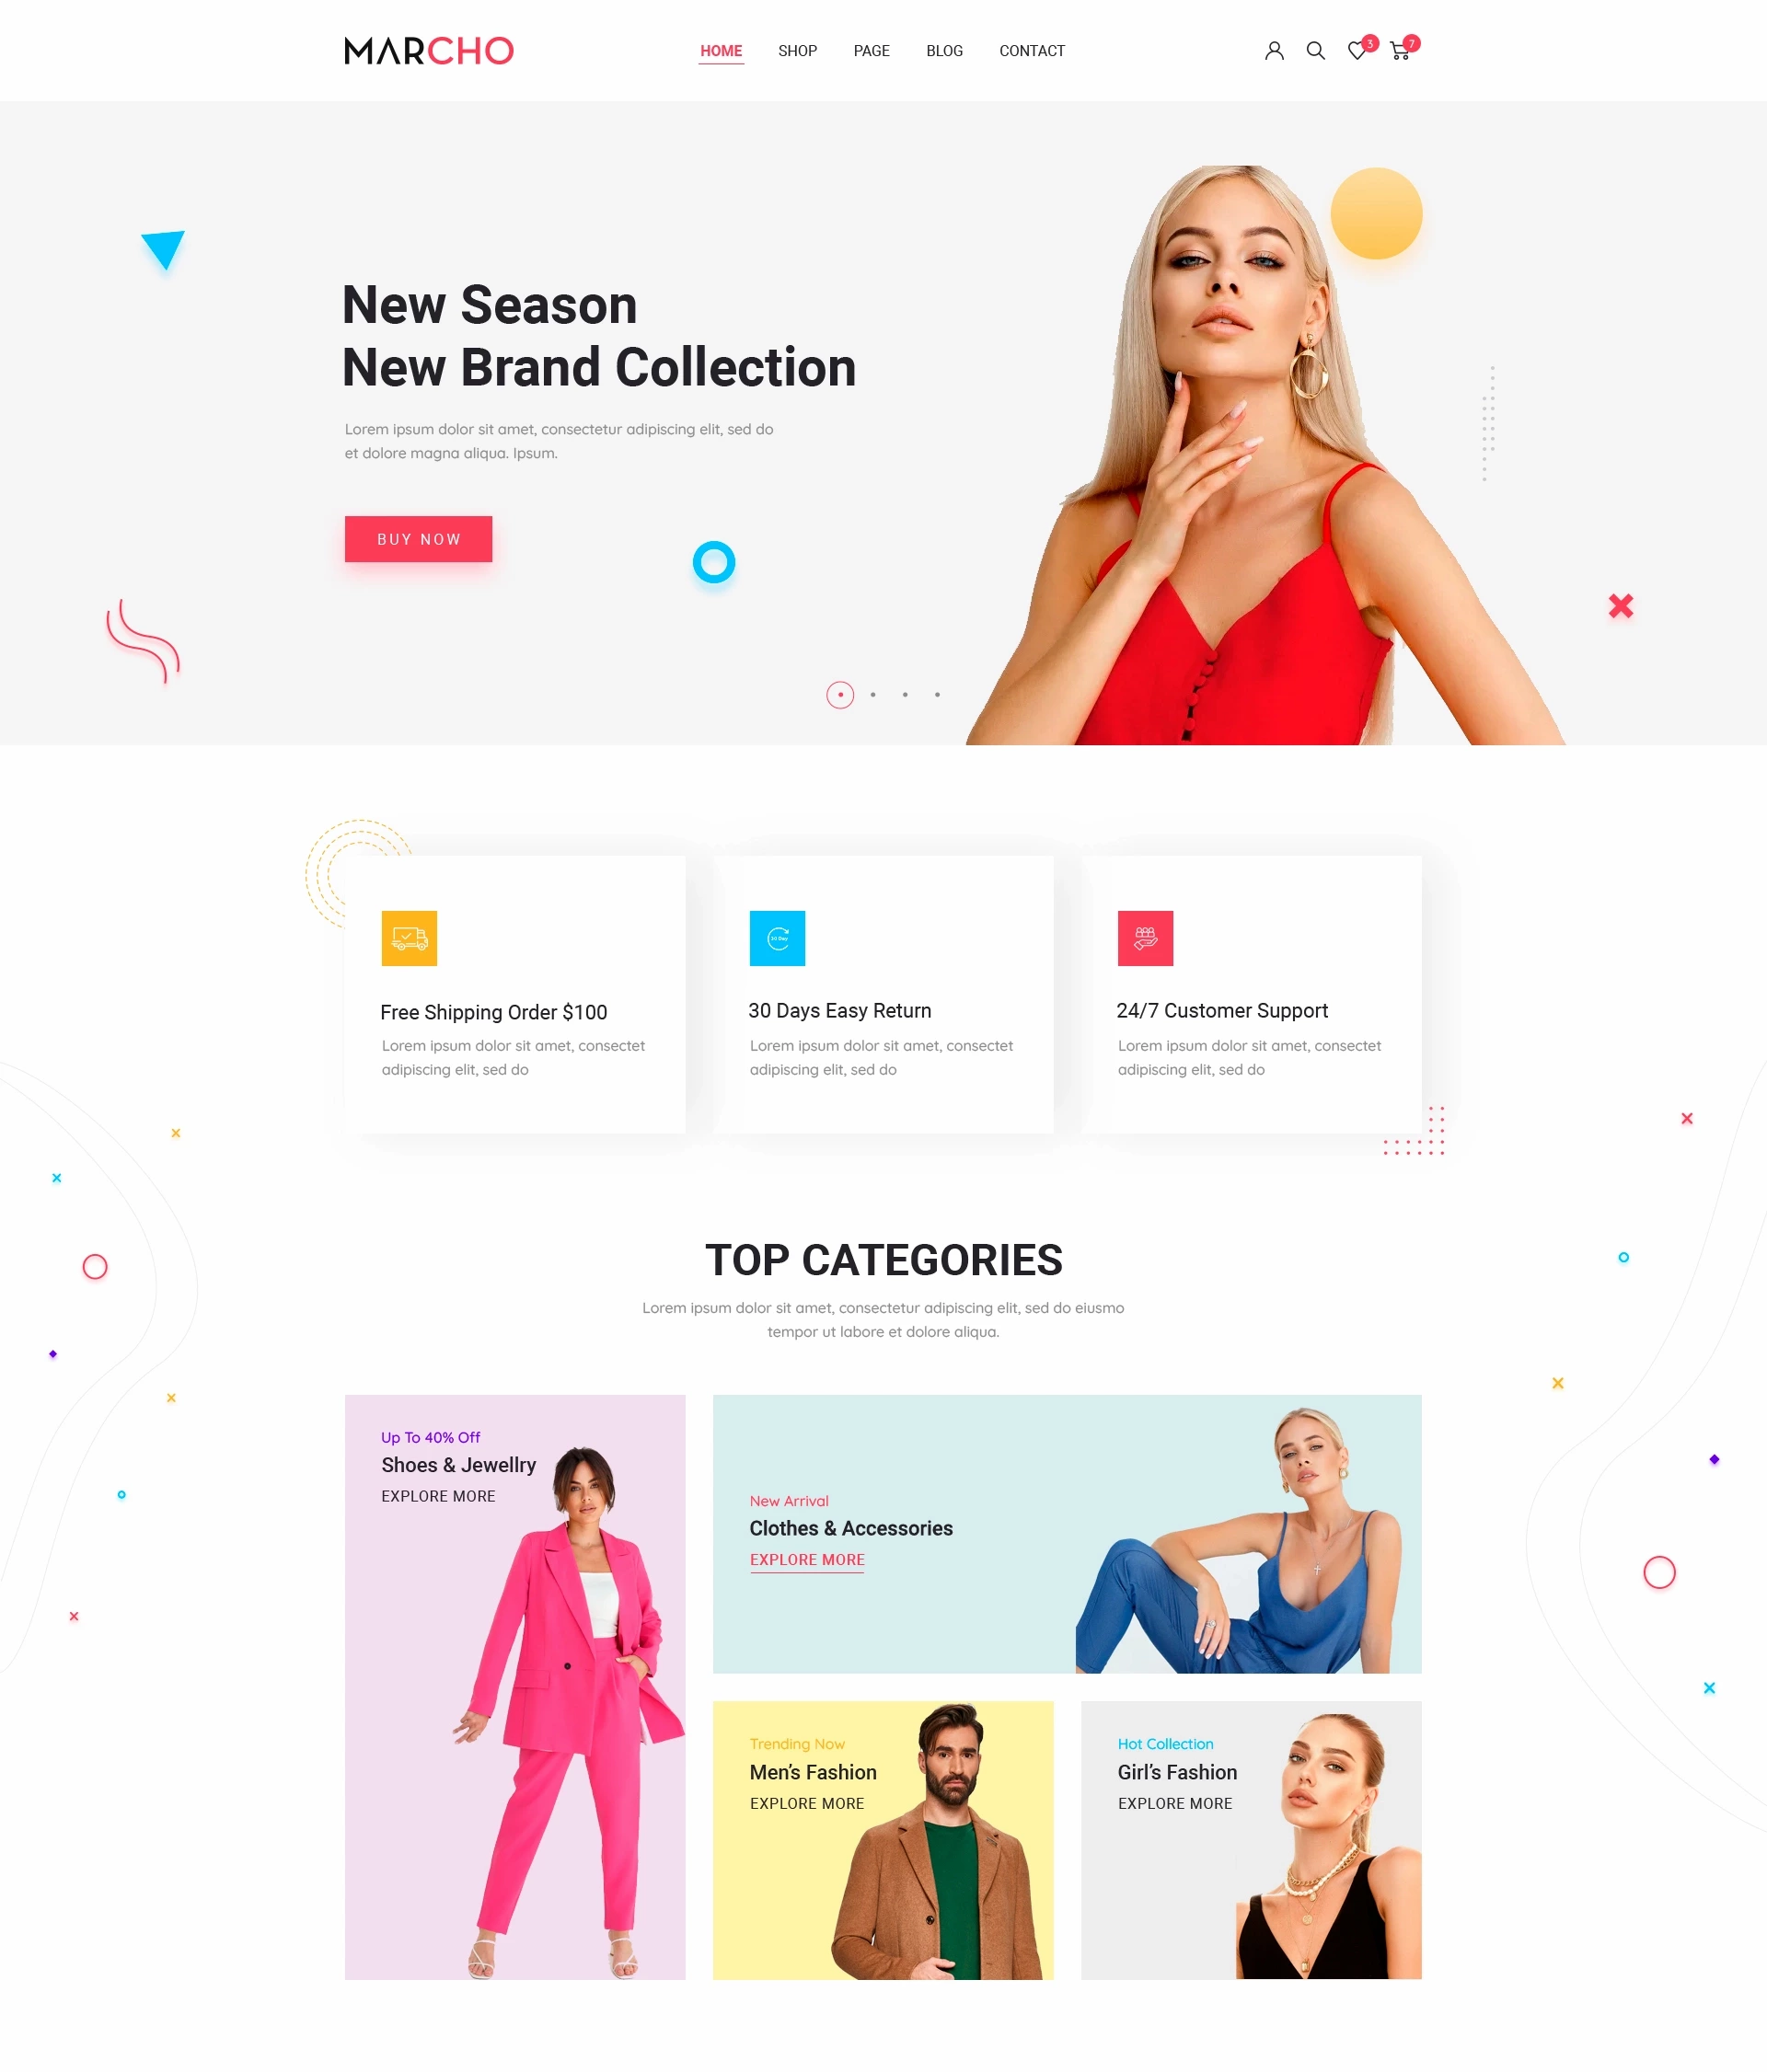 MARCHO
HOME SHOP PAGE BLOG CONTACT
3 7
New Season
New Brand Collection
Lorem ipsum dolor sit amet, consectetur adipiscing elit, sed do
et dolore magna aliqua. Ipsum.
BUY NOW
30 Day
Free Shipping Order $100
Lorem ipsum dolor sit amet, consectet
adipiscing elit, sed do
30 Days Easy Return
Lorem ipsum dolor sit amet, consectet
adipiscing elit, sed do
24/7 Customer Support
Lorem ipsum dolor sit amet, consectet
adipiscing elit, sed do
TOP CATEGORIES
Lorem ipsum dolor sit amet, consectetur adipiscing elit, sed do eiusmo
tempor ut labore et dolore aliqua.
Up To 40% Off
Shoes & Jewellry
EXPLORE MORE
New Arrival
Clothes & Accessories
EXPLORE MORE
Trending Now
Men’s Fashion
EXPLORE MORE
Hot Collection
Girl’s Fashion
EXPLORE MORE